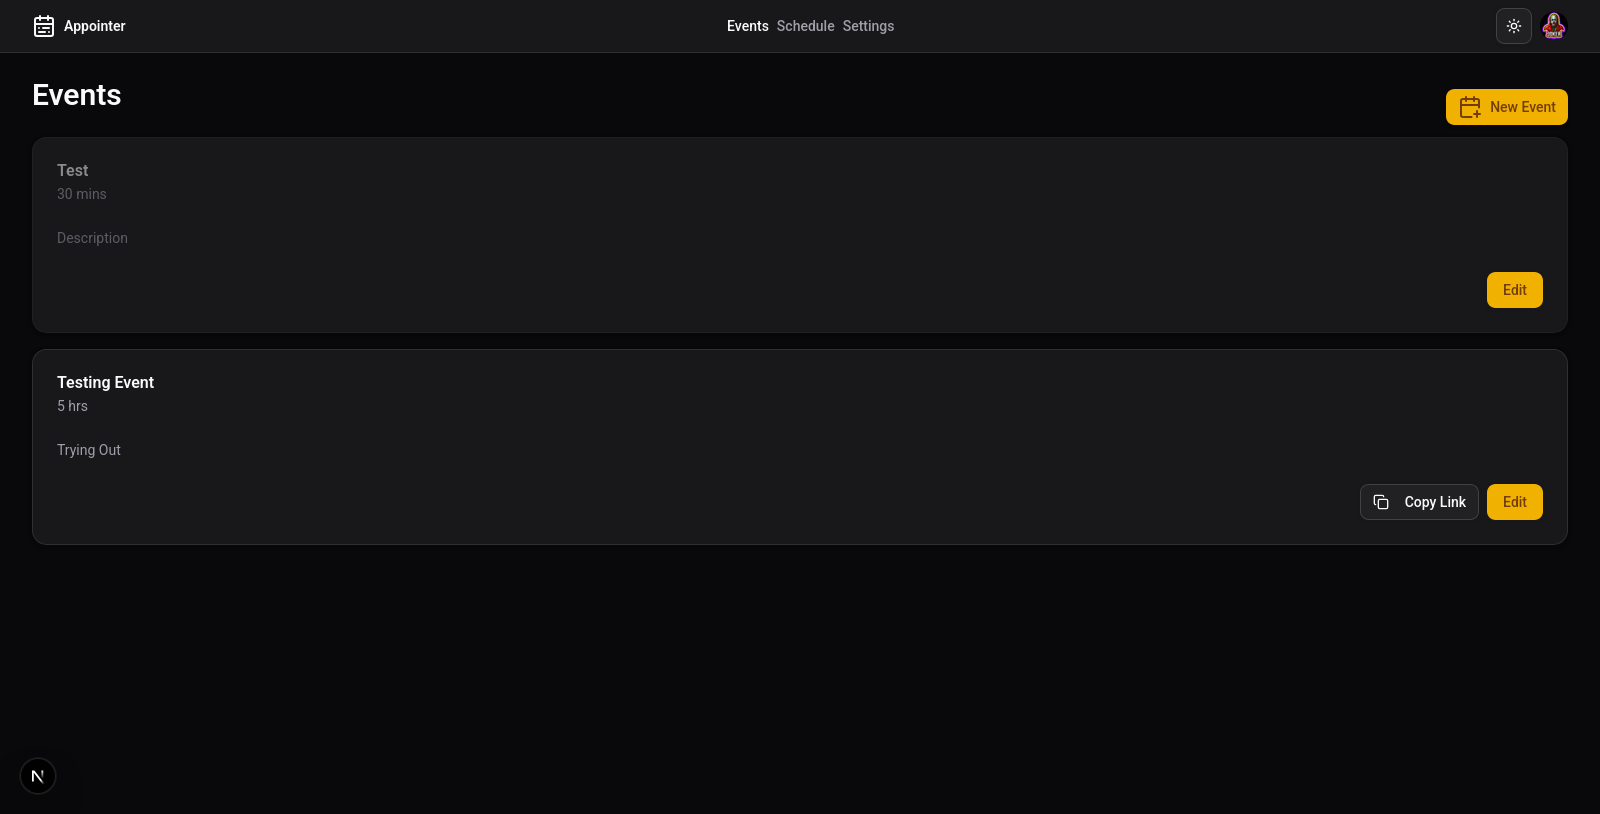 Appointer
Events Schedule Settings
Events
New Event
Test
30 mins
Description
Edit
Testing Event
5 hrs
Trying Out
Copy Link
Edit
N